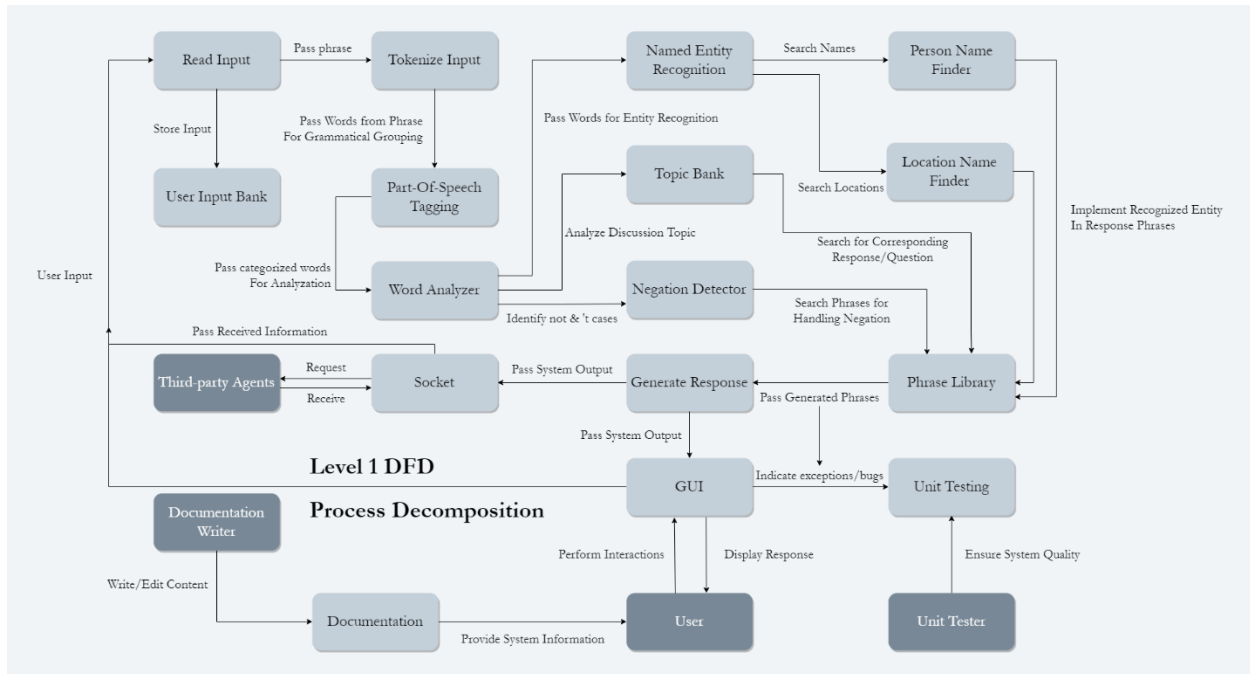 Read Input
Pass phrase
Tokenize Input
Named Entity
Recognition
Search Names
Person Name
Finder
Store Input
Pass Words from Phrase
For Grammatical Grouping
Pass Words for Entity Recognition
User Input Bank
Part-Of-Speech
Tagging
Topic Bank
Search Locations
Location Name
Finder
Implement Recognized Entity
In Response Phrases
Analyze Discussion Topic
Search for Corresponding
Response/Question
User Input
Pass categorized words
For Analyzation
Word Analyzer
Negation Detector
Identify not & 't cases
Search Phrases for
Handling Negation
Pass Received Information
Third-party Agents
Request
Receive
Socket
Pass System Output
Generate Response
Pass Generated Phrases
Phrase Library
Pass System Output
Level 1 DFD
Process Decomposition
GUI
Indicate exceptions/bugs
Unit Testing
Documentation
Writer
Perform Interactions
Display Response
Ensure System Quality
Write/Edit Content
Documentation
Provide System Information
User
Unit Tester